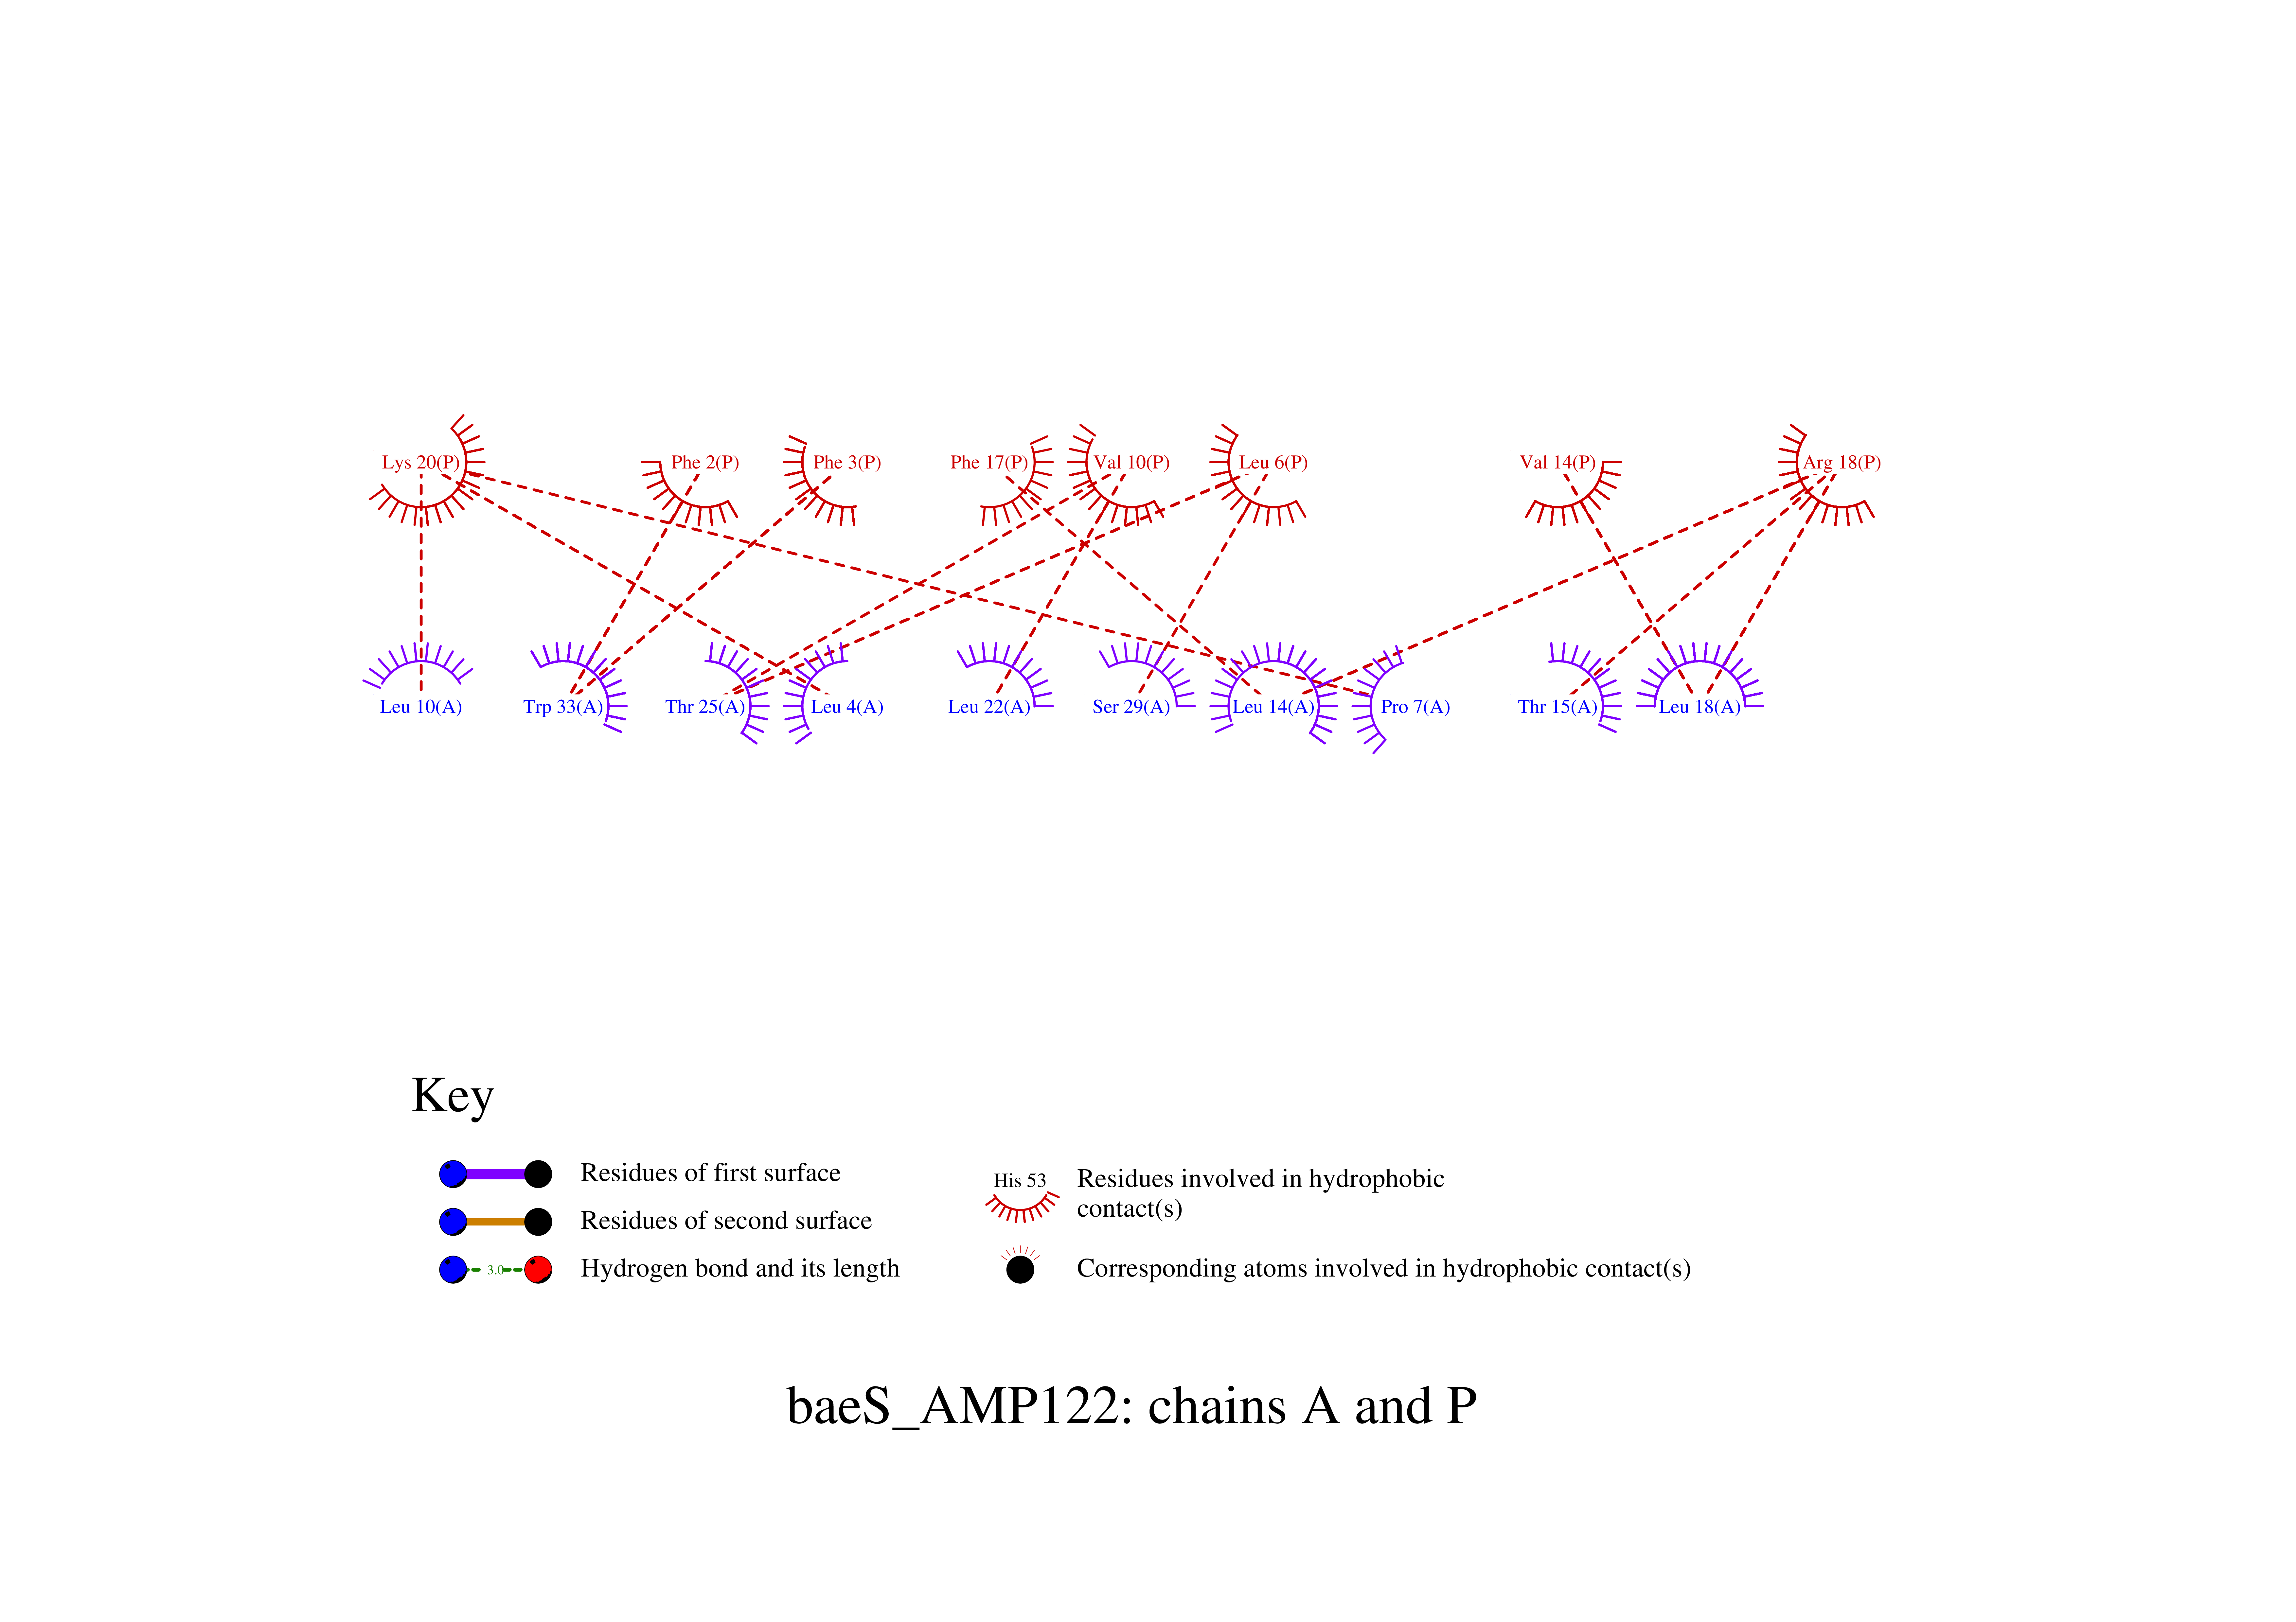 Lys 20(P) Phe 2(P) Phe 3(P) Phe 17(P) Val 10(P) Leu 6(P) Val 14(P) Arg 18(P)
Leu 10(A) Trp 33(A) Thr 25(A) Leu 4(A) Leu 22(A) Ser 29(A) Leu 14(A) Pro 7(A) Thr 15(A) Leu 18(A)
Key
Residues of first surface
Residues of second surface
3.0 Hydrogen bond and its length
His 53 Residues involved in hydrophobic
contact(s)
Corresponding atoms involved in hydrophobic contact(s)
baeS_AMP122: chains A and P